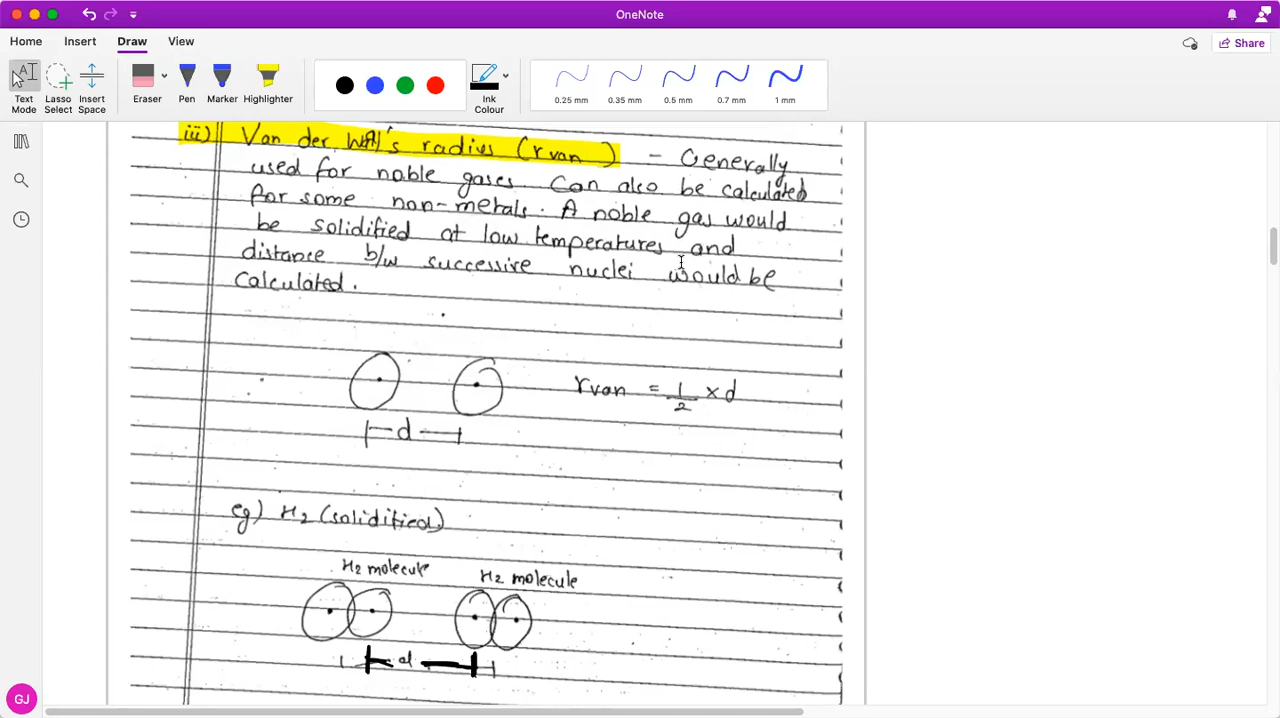 OneNote
Home Insert Draw View
Share
Text Mode
Lasso Select
Insert Space
Eraser
Pen
Marker
Highlighter
Ink Colour
0.25 mm
0.35 mm
0.5 mm
0.7 mm
1 mm
iii) Van der Wall's radius (rvan) - Generally
used for noble gases. Can also be calculated
for some non-metals. A noble gas would
be solidified at low temperatures and
distance b/w successive nuclei would be
Calculated.
rvan = 1/2 × d
d
eg) H2 (solidified)
H2 molecule H2 molecule
d
GJ